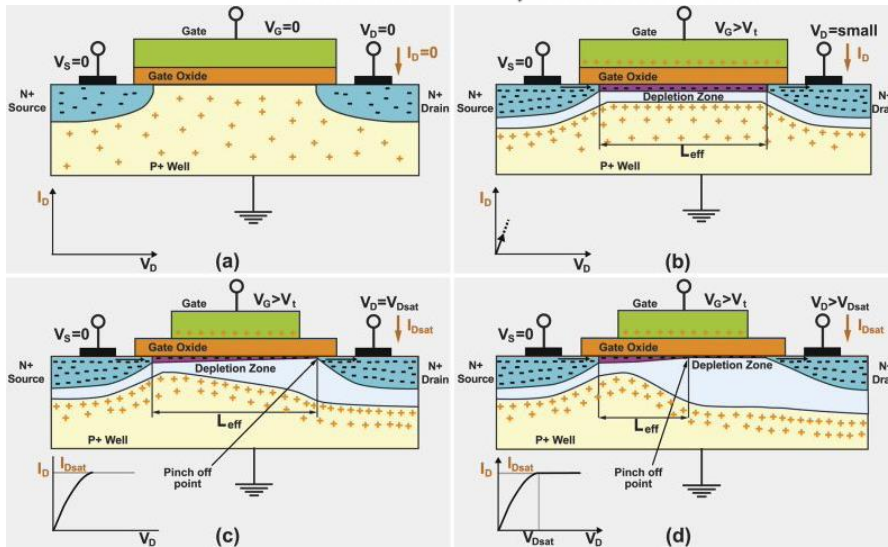 Gate
V_G=0
V_D=0
V_S=0
I_D=0
Gate Oxide
N+
Source
N+
Drain
P+ Well
I_D
V_D
(a)
Gate
V_G>V_t
V_D=small
V_S=0
I_D
Gate Oxide
N+
Source
Depletion Zone
N+
Drain
L_eff
P+ Well
I_D
V_D
(b)
Gate
V_G>V_t
V_D=V_Dsat
V_S=0
I_Dsat
Gate Oxide
N+
Source
Depletion Zone
N+
Drain
L_eff
P+ Well
Pinch off
point
I_D
I_Dsat
V_D
(c)
Gate
V_G>V_t
V_D>V_Dsat
V_S=0
I_Dsat
Gate Oxide
N+
Source
Depletion Zone
N+
Drain
L_eff
P+ Well
Pinch off
point
I_D
I_Dsat
V_Dsat
V_D
(d)